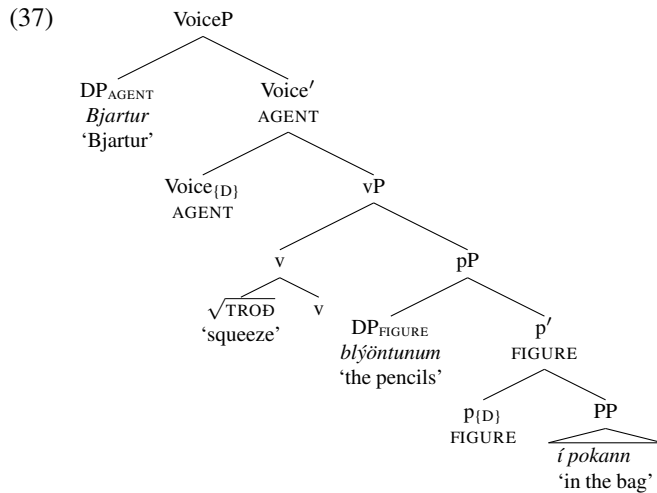 (37) VoiceP
DP_AGENT Voice′
Bjartur AGENT
‘Bjartur’
Voice_{D} vP
AGENT
v pP
√TROÐ v DP_FIGURE p′
‘squeeze’ blýöntunum FIGURE
‘the pencils’
p_{D} PP
FIGURE
í pokann
‘in the bag’